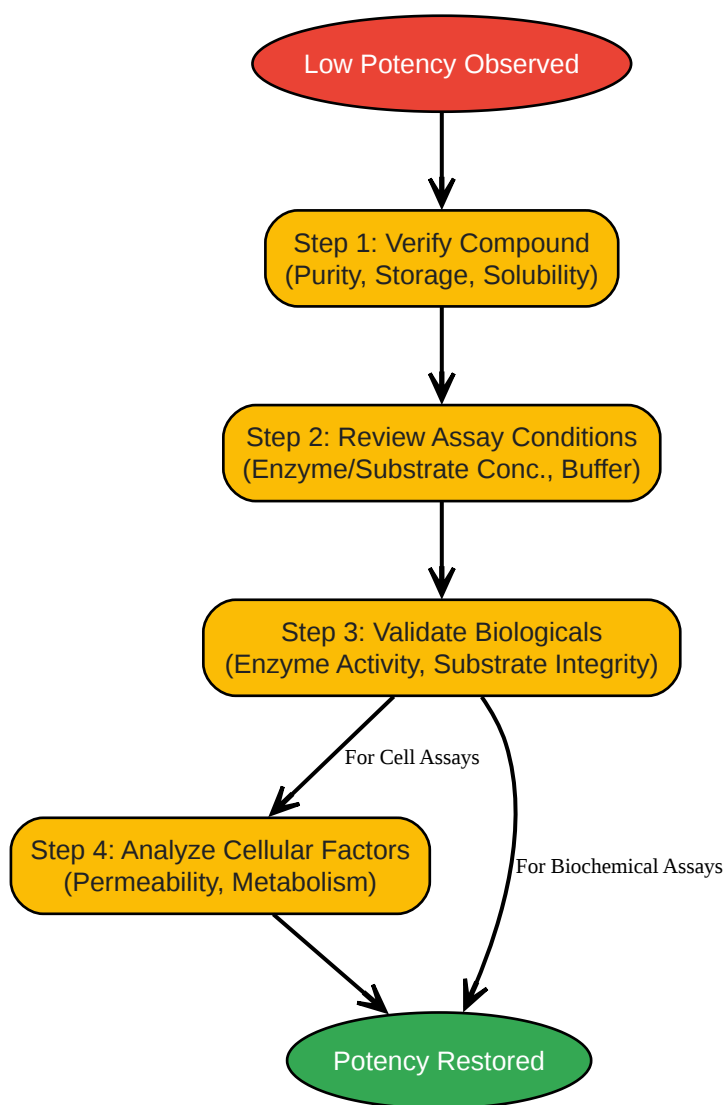 Low Potency Observed
Step 1: Verify Compound
(Purity, Storage, Solubility)
Step 2: Review Assay Conditions
(Enzyme/Substrate Conc., Buffer)
Step 3: Validate Biologicals
(Enzyme Activity, Substrate Integrity)
For Cell Assays
Step 4: Analyze Cellular Factors
(Permeability, Metabolism)
For Biochemical Assays
Potency Restored